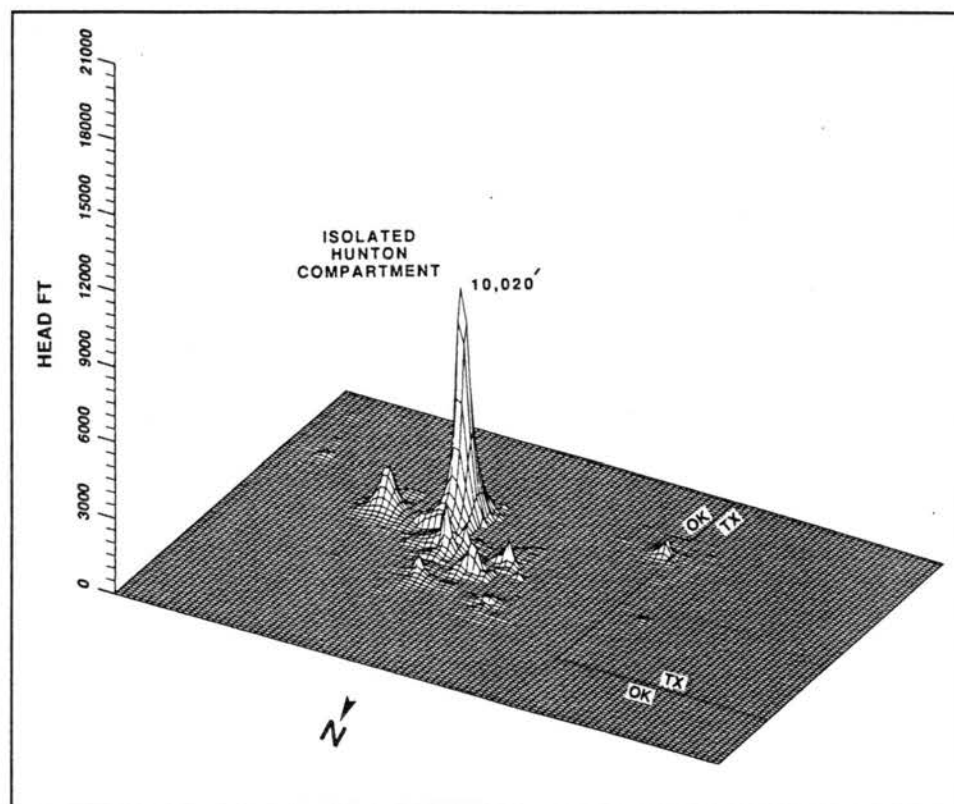 21000
18000
15000
12000
9000
6000
3000
0
HEAD FT
ISOLATED
HUNTON
COMPARTMENT
10,020′
OK
TX
TX
OK
N